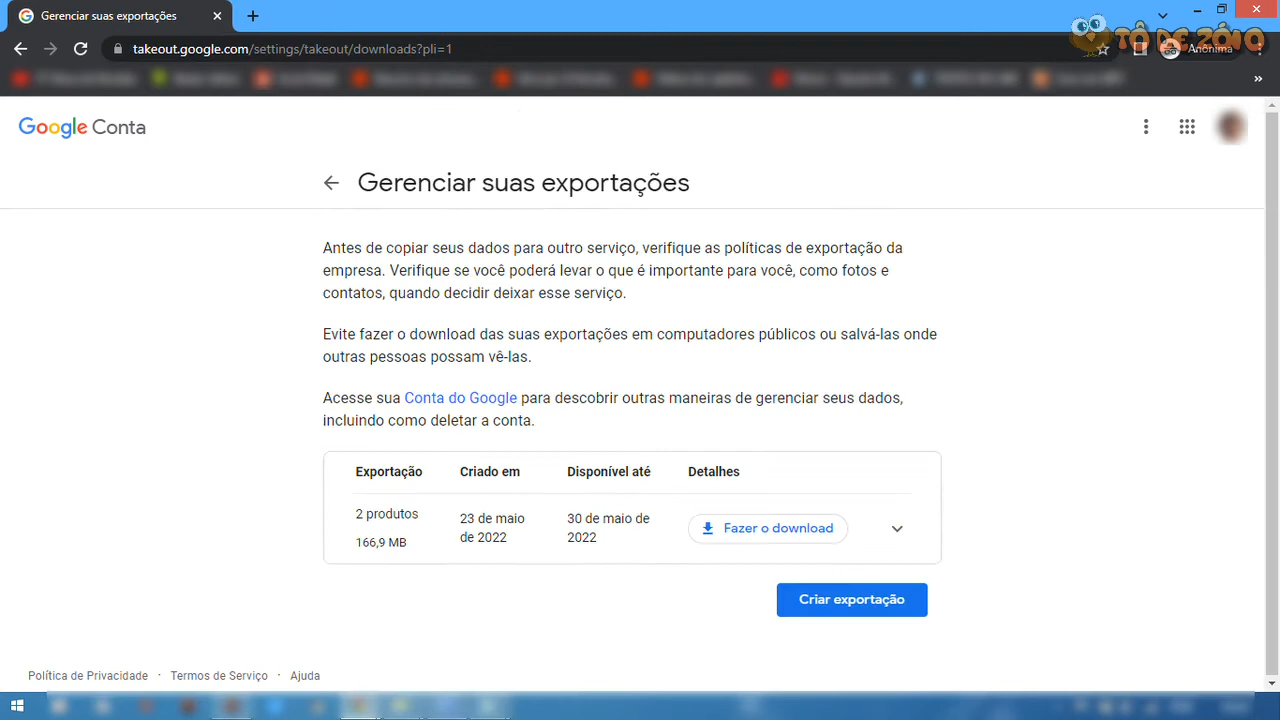 Gerenciar suas exportações
TÔ DE ZÓIO
takeout.google.com/settings/takeout/downloads?pli=1
Anônima
Google Conta
Gerenciar suas exportações
Antes de copiar seus dados para outro serviço, verifique as políticas de exportação da
empresa. Verifique se você poderá levar o que é importante para você, como fotos e
contatos, quando decidir deixar esse serviço.
Evite fazer o download das suas exportações em computadores públicos ou salvá-las onde
outras pessoas possam vê-las.
Acesse sua Conta do Google para descobrir outras maneiras de gerenciar seus dados,
incluindo como deletar a conta.
Exportação Criado em Disponível até Detalhes
2 produtos
166,9 MB
23 de maio
de 2022
30 de maio de
2022
Fazer o download
Criar exportação
Política de Privacidade · Termos de Serviço · Ajuda